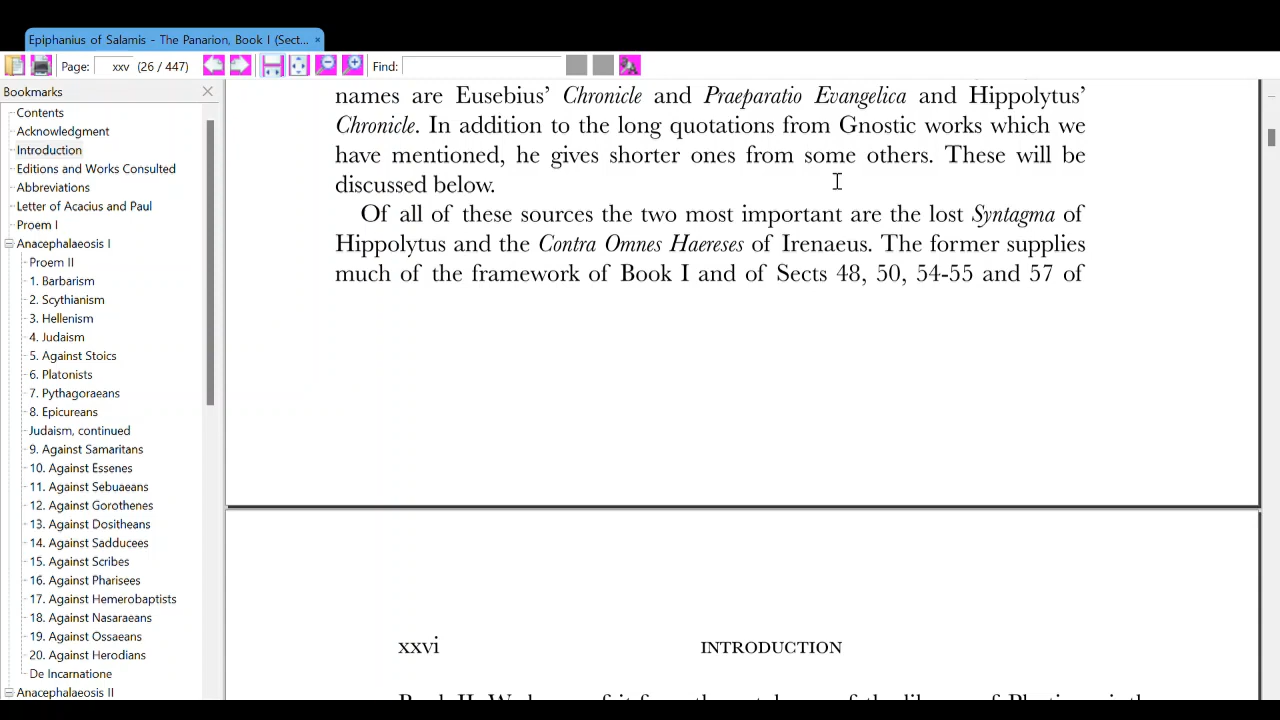 Epiphanius of Salamis - The Panarion, Book I (Sect... ×
Page: xxv (26 / 447) Find:
Bookmarks
Contents
Acknowledgment
Introduction
Editions and Works Consulted
Abbreviations
Letter of Acacius and Paul
Proem I
Anacephalaeosis I
Proem II
1. Barbarism
2. Scythianism
3. Hellenism
4. Judaism
5. Against Stoics
6. Platonists
7. Pythagoraeans
8. Epicureans
Judaism, continued
9. Against Samaritans
10. Against Essenes
11. Against Sebuaeans
12. Against Gorothenes
13. Against Dositheans
14. Against Sadducees
15. Against Scribes
16. Against Pharisees
17. Against Hemerobaptists
18. Against Nasaraeans
19. Against Ossaeans
20. Against Herodians
De Incarnatione
Anacephalaeosis II
names are Eusebius’ Chronicle and Praeparatio Evangelica and Hippolytus’
Chronicle. In addition to the long quotations from Gnostic works which we
have mentioned, he gives shorter ones from some others. These will be
discussed below.
Of all of these sources the two most important are the lost Syntagma of
Hippolytus and the Contra Omnes Haereses of Irenaeus. The former supplies
much of the framework of Book I and of Sects 48, 50, 54-55 and 57 of
xxvi INTRODUCTION